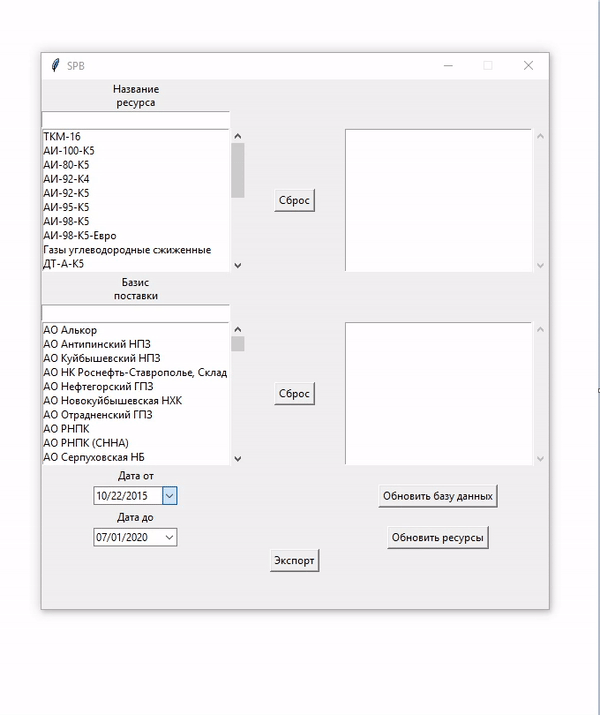 SPB
Название
ресурса
ТКМ-16
АИ-100-К5
АИ-80-К5
АИ-92-К4
АИ-92-К5
АИ-95-К5
АИ-98-К5
АИ-98-К5-Евро
Газы углеводородные сжиженные
ДТ-А-К5
Сброс
Базис
поставки
АО Алькор
АО Антипинский НПЗ
АО Куйбышевский НПЗ
АО НК Роснефть-Ставрополье, Склад
АО Нефтегорский ГПЗ
АО Новокуйбышевская НХК
АО Отрадненский ГПЗ
АО РНПК
АО РНПК (СННА)
АО Серпуховская НБ
Сброс
Дата от
10/22/2015
Дата до
07/01/2020
Обновить базу данных
Обновить ресурсы
Экспорт